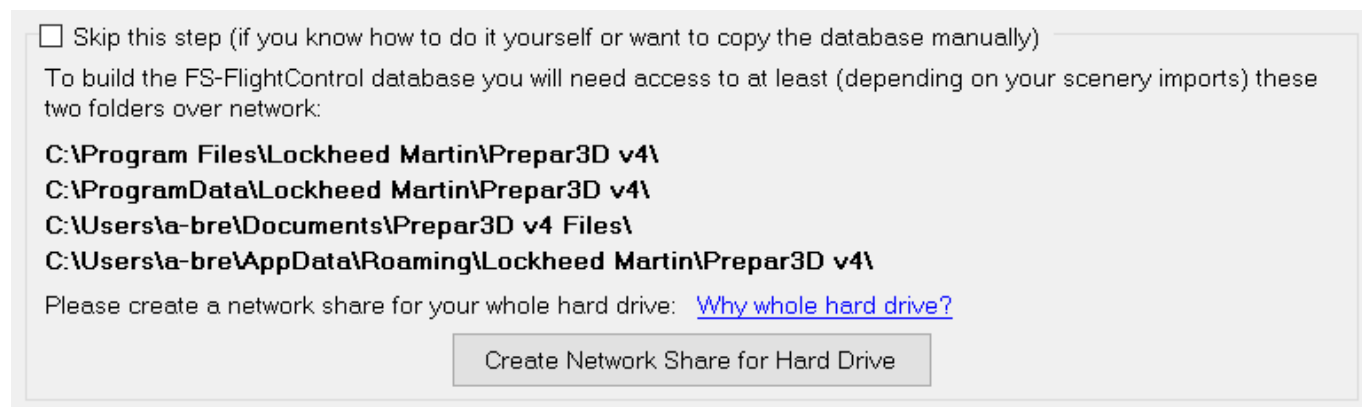 Skip this step (if you know how to do it yourself or want to copy the database manually)
To build the FS-FlightControl database you will need access to at least (depending on your scenery imports) these
two folders over network:
C:\Program Files\Lockheed Martin\Prepar3D v4\
C:\ProgramData\Lockheed Martin\Prepar3D v4\
C:\Users\a-bre\Documents\Prepar3D v4 Files\
C:\Users\a-bre\AppData\Roaming\Lockheed Martin\Prepar3D v4\
Please create a network share for your whole hard drive: Why whole hard drive?
Create Network Share for Hard Drive